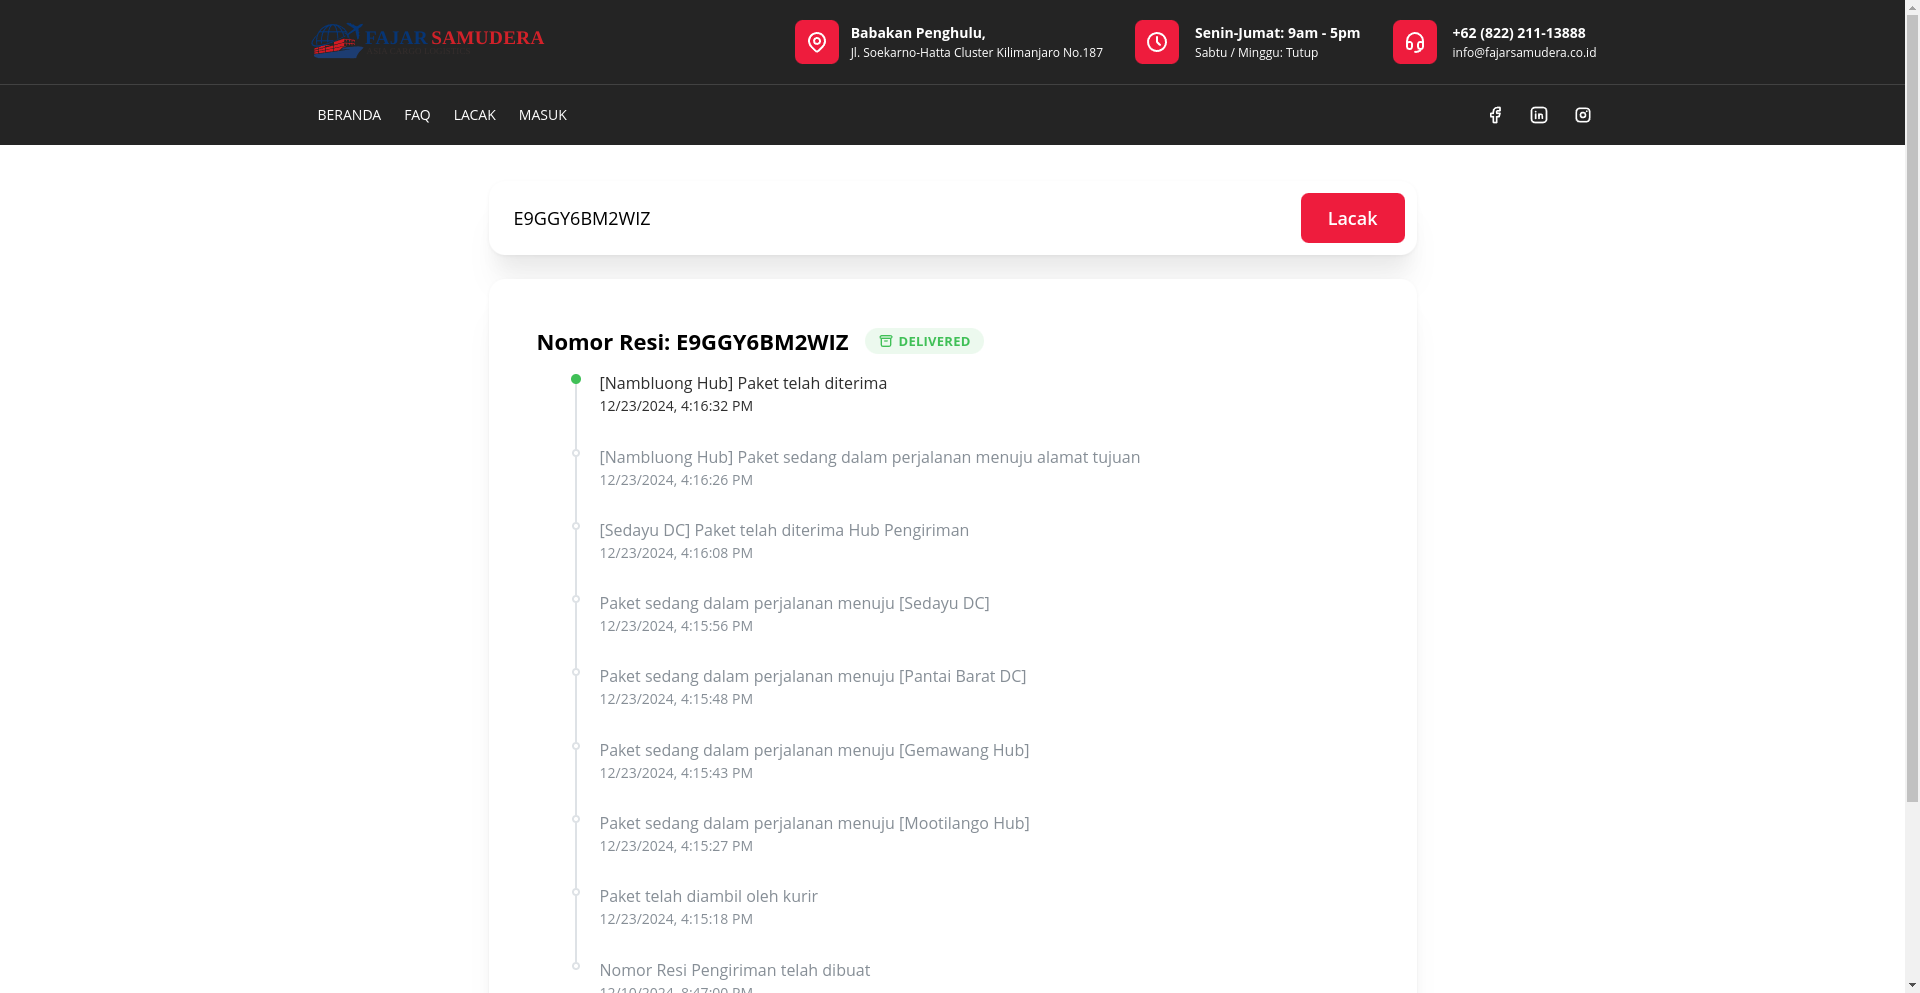 FAJAR SAMUDERA
Babakan Penghulu,
Jl. Soekarno-Hatta Cluster Kilimanjaro No.187
Senin-Jumat: 9am - 5pm
Sabtu / Minggu: Tutup
+62 (822) 211-13888
info@fajarsamudera.co.id
BERANDA FAQ LACAK MASUK
E9GGY6BM2WIZ
Lacak
Nomor Resi: E9GGY6BM2WIZ
DELIVERED
[Nambluong Hub] Paket telah diterima
12/23/2024, 4:16:32 PM
[Nambluong Hub] Paket sedang dalam perjalanan menuju alamat tujuan
12/23/2024, 4:16:26 PM
[Sedayu DC] Paket telah diterima Hub Pengiriman
12/23/2024, 4:16:08 PM
Paket sedang dalam perjalanan menuju [Sedayu DC]
12/23/2024, 4:15:56 PM
Paket sedang dalam perjalanan menuju [Pantai Barat DC]
12/23/2024, 4:15:48 PM
Paket sedang dalam perjalanan menuju [Gemawang Hub]
12/23/2024, 4:15:43 PM
Paket sedang dalam perjalanan menuju [Mootilango Hub]
12/23/2024, 4:15:27 PM
Paket telah diambil oleh kurir
12/23/2024, 4:15:18 PM
Nomor Resi Pengiriman telah dibuat
12/10/2024, 8:47:00 PM